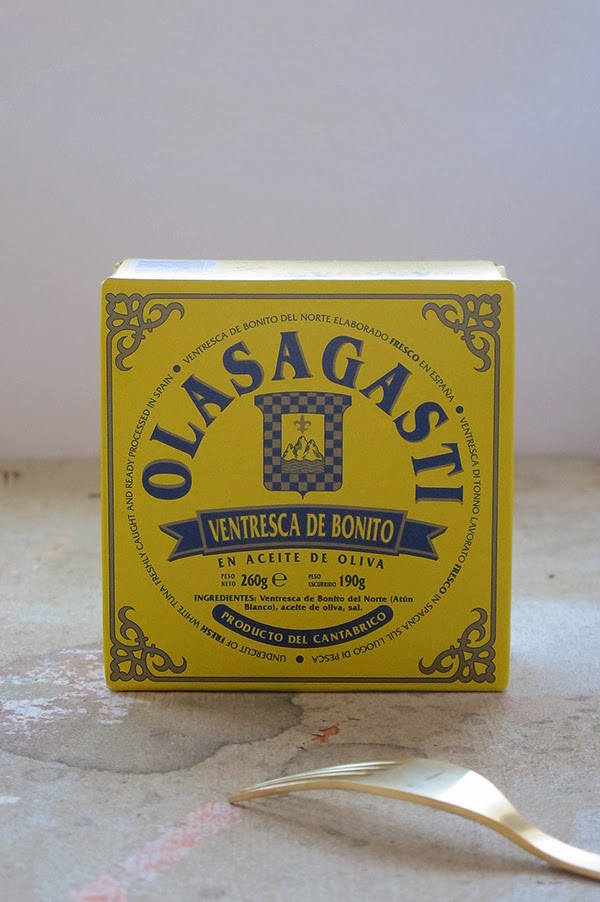 VENTRESCA DE BONITO DEL NORTE ELABORADO FRESCO EN ESPAÑA •
VENTRESCA DI TONNO LAVORATO FRESCO IN SPAGNA SUL LUOGO DI PESCA •
UNDERCUT OF FRESH WHITE TUNA FRESHLY CAUGHT AND READY PROCESSED IN SPAIN •
OLASAGASTI
VENTRESCA DE BONITO
EN ACEITE DE OLIVA
PESO NETO 260g ℮ PESO ESCURRIDO 190g
INGREDIENTES: Ventresca de Bonito del Norte (Atún
Blanco), aceite de oliva, sal.
PRODUCTO DEL CANTABRICO